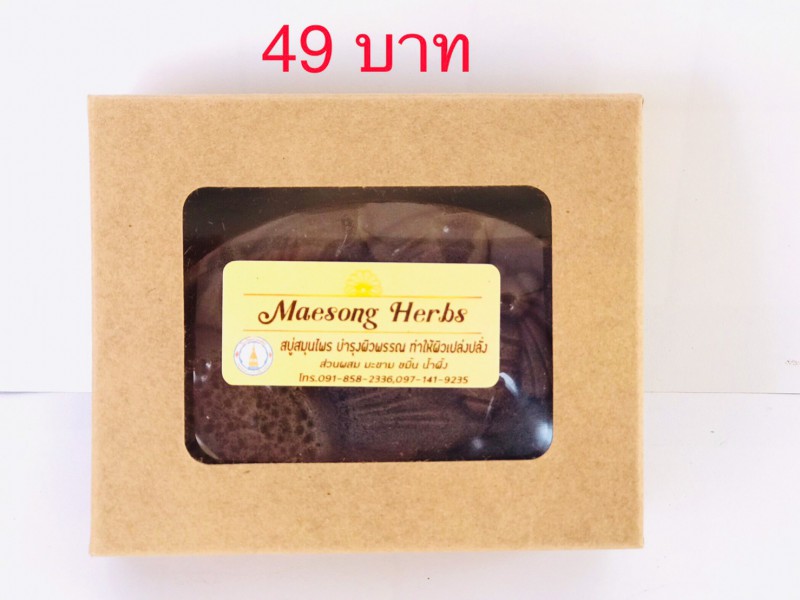 49 บาท
Maesong Herbs
สบู่สมุนไพร บำรุงผิวพรรณ ทำให้ผิวเปล่งปลั่ง
ส่วนผสม มะขาม ขมิ้น น้ำผึ้ง
โทร.091-858-2336,097-141-9235